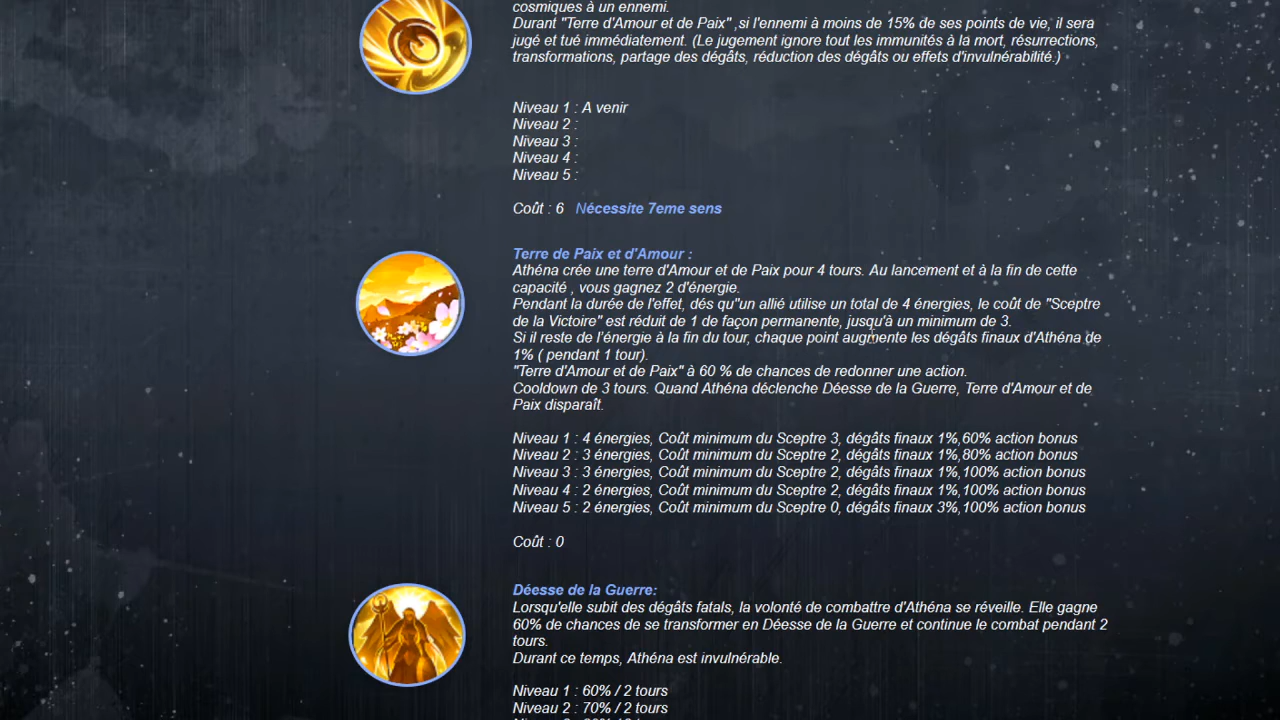 cosmiques à un ennemi.
Durant "Terre d'Amour et de Paix" ,si l'ennemi à moins de 15% de ses points de vie, il sera
jugé et tué immédiatement. (Le jugement ignore tout les immunités à la mort, résurrections,
transformations, partage des dégâts, réduction des dégâts ou effets d'invulnérabilité.)
Niveau 1 : A venir
Niveau 2 :
Niveau 3 :
Niveau 4 :
Niveau 5 :
Coût : 6 Nécessite 7eme sens
Terre de Paix et d'Amour :
Athéna crée une terre d'Amour et de Paix pour 4 tours. Au lancement et à la fin de cette
capacité , vous gagnez 2 d'énergie.
Pendant la durée de l'effet, dés qu"un allié utilise un total de 4 énergies, le coût de "Sceptre
de la Victoire" est réduit de 1 de façon permanente, jusqu'à un minimum de 3.
Si il reste de l'énergie à la fin du tour, chaque point augmente les dégâts finaux d'Athéna de
1% ( pendant 1 tour).
"Terre d'Amour et de Paix" à 60 % de chances de redonner une action.
Cooldown de 3 tours. Quand Athéna déclenche Déesse de la Guerre, Terre d'Amour et de
Paix disparaît.
Niveau 1 : 4 énergies, Coût minimum du Sceptre 3, dégâts finaux 1%,60% action bonus
Niveau 2 : 3 énergies, Coût minimum du Sceptre 2, dégâts finaux 1%,80% action bonus
Niveau 3 : 3 énergies, Coût minimum du Sceptre 2, dégâts finaux 1%,100% action bonus
Niveau 4 : 2 énergies, Coût minimum du Sceptre 2, dégâts finaux 1%,100% action bonus
Niveau 5 : 2 énergies, Coût minimum du Sceptre 0, dégâts finaux 3%,100% action bonus
Coût : 0
Déesse de la Guerre:
Lorsqu'elle subit des dégâts fatals, la volonté de combattre d'Athéna se réveille. Elle gagne
60% de chances de se transformer en Déesse de la Guerre et continue le combat pendant 2
tours.
Durant ce temps, Athéna est invulnérable.
Niveau 1 : 60% / 2 tours
Niveau 2 : 70% / 2 tours